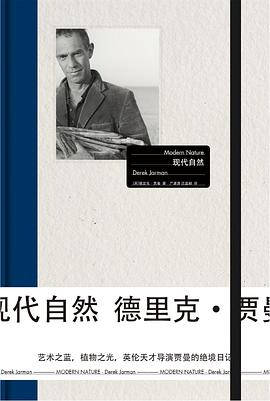 Modern Nature
现代自然
Derek Jarman
现代自然 德里克·贾曼
艺术之蓝，植物之光，英伦天才导演贾曼的绝境日记
Derek Jarman — MODERN NATURE · Derek Jarman — MODERN NATURE · Derek Jarman